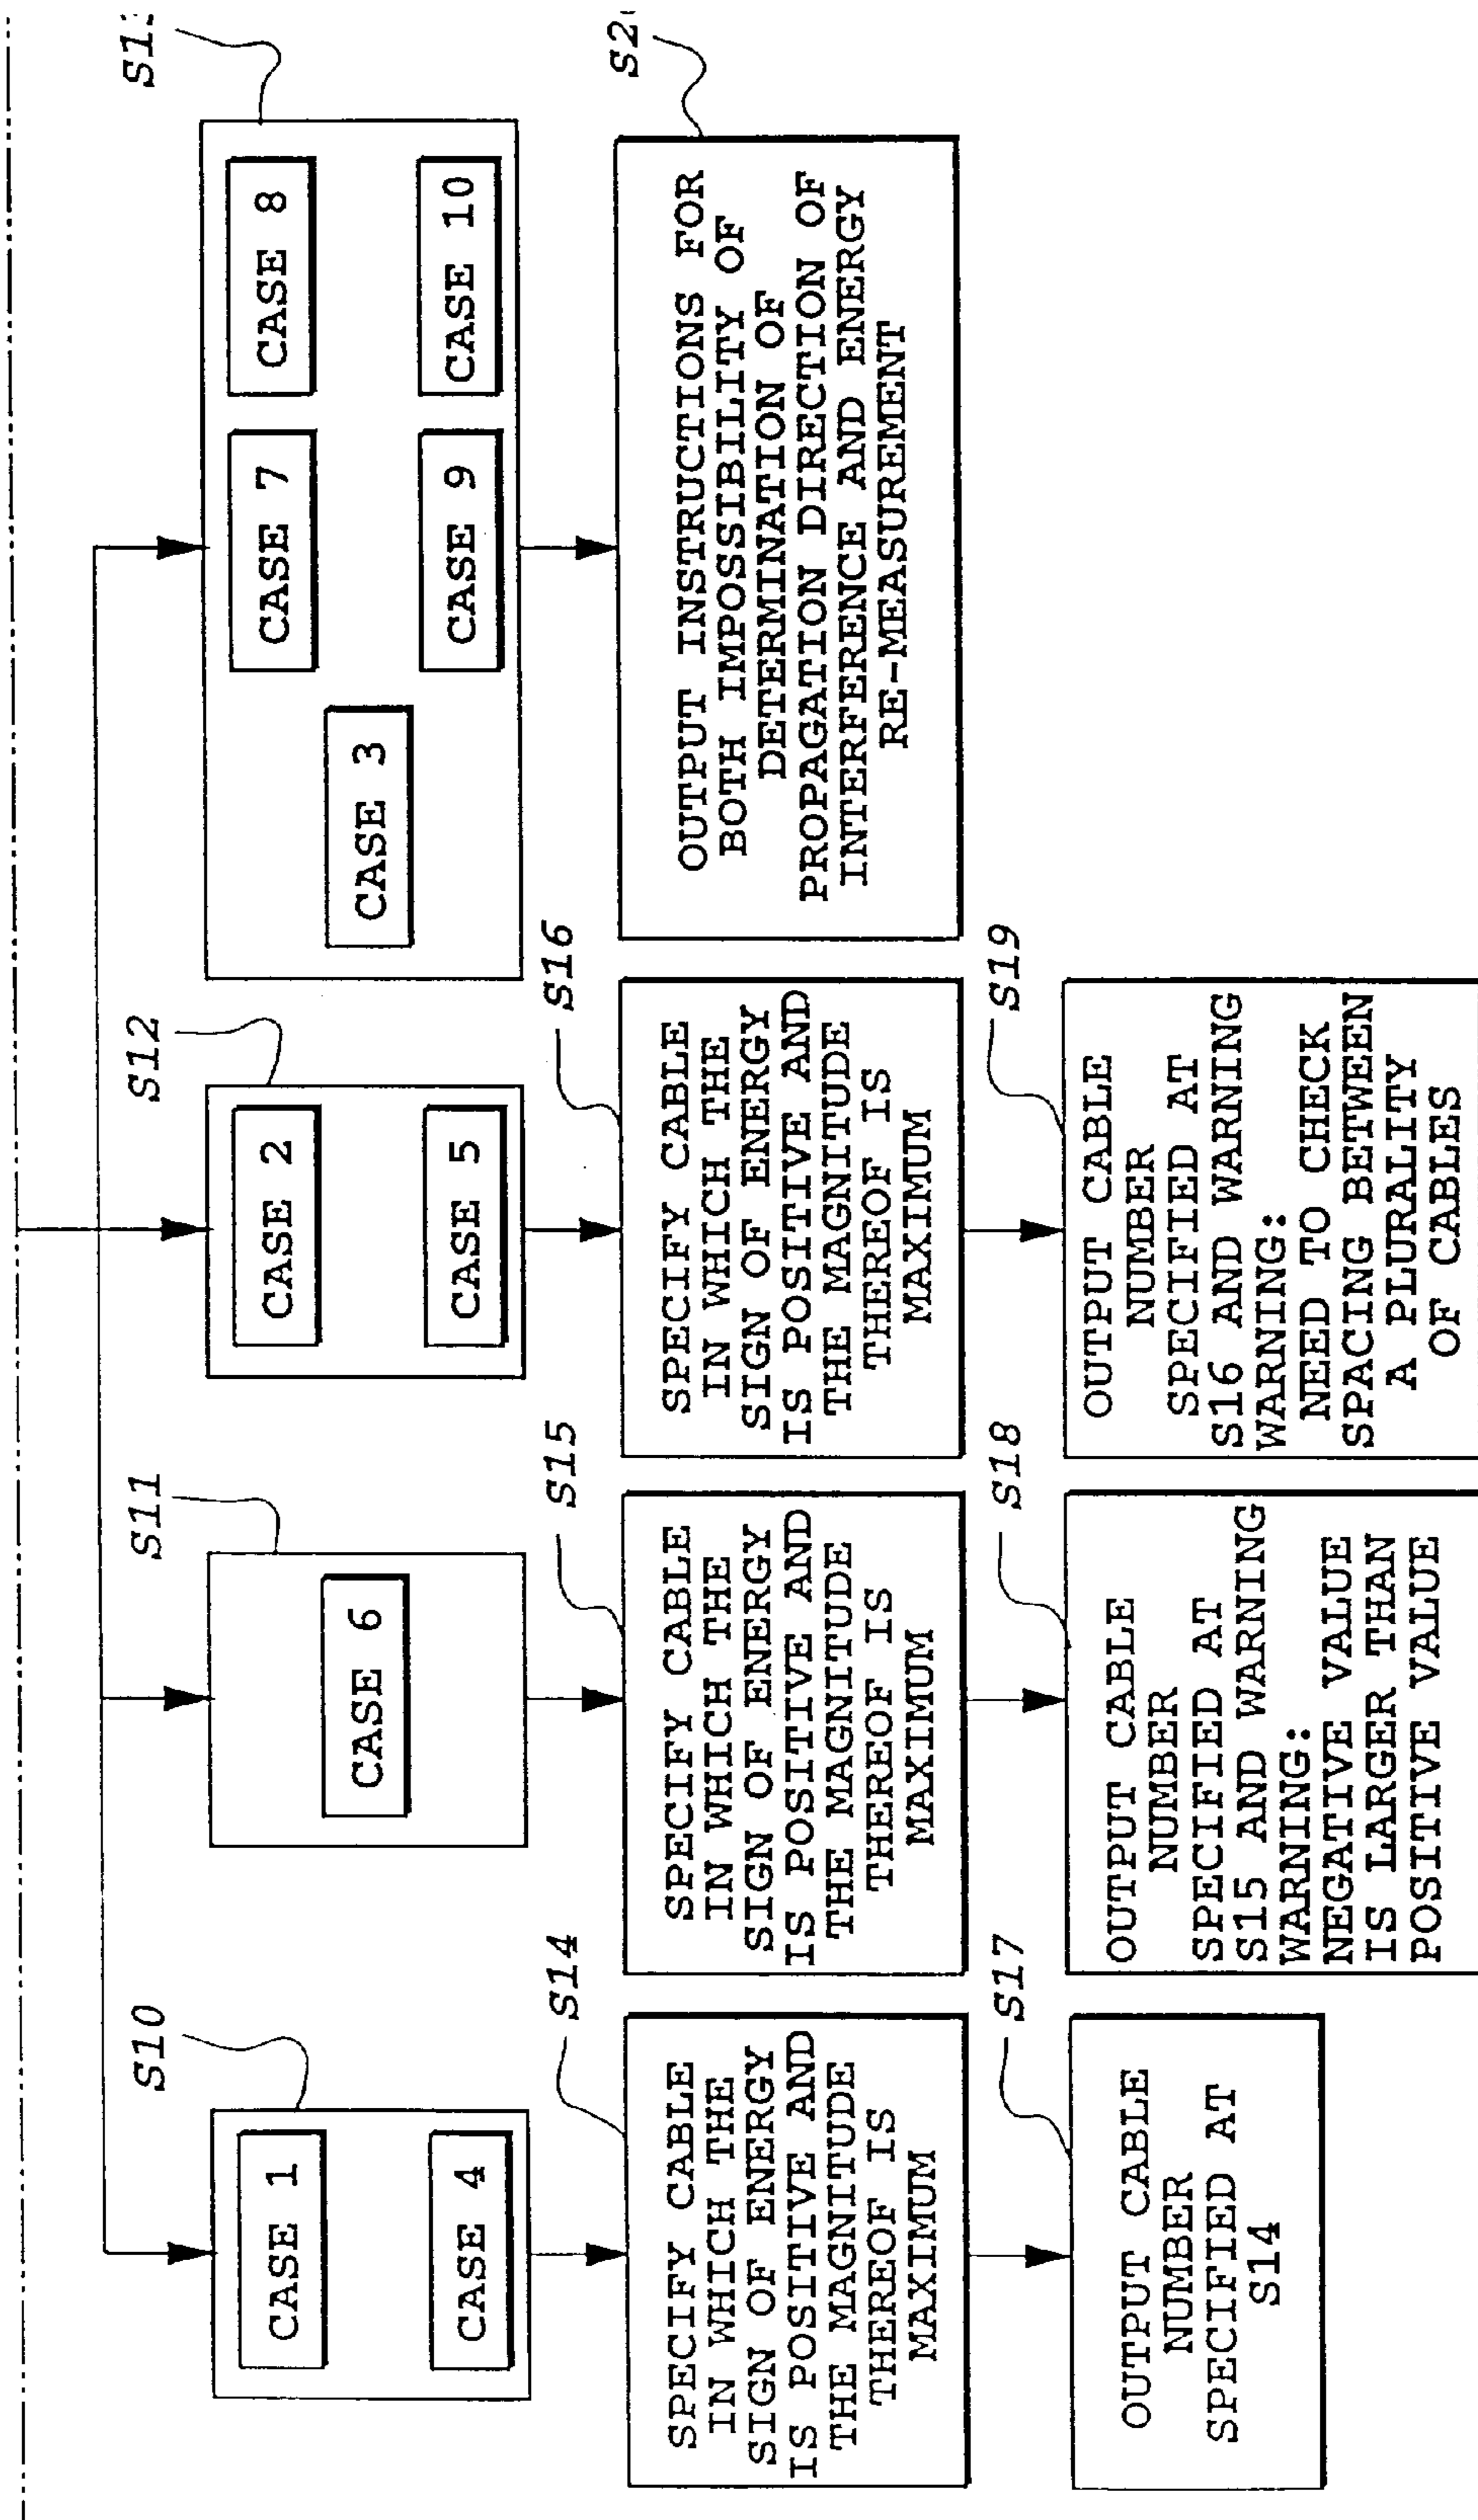 S10
CASE 1
CASE 4
S11
CASE 6
S12
CASE 2
CASE 5
CASE 3
CASE 7
CASE 8
CASE 9
CASE 10
S14
SPECIFY CABLE
IN WHICH THE
SIGN OF ENERGY
IS POSITIVE AND
THE MAGNITUDE
THEREOF IS
MAXIMUM
S15
SPECIFY CABLE
IN WHICH THE
SIGN OF ENERGY
IS POSITIVE AND
THE MAGNITUDE
THEREOF IS
MAXIMUM
S16
SPECIFY CABLE
IN WHICH THE
SIGN OF ENERGY
IS POSITIVE AND
THE MAGNITUDE
THEREOF IS
MAXIMUM
OUTPUT INSTRUCTIONS FOR
BOTH IMPOSSIBILITY OF
DETERMINATION OF
PROPAGATION DIRECTION OF
INTERFERENCE AND ENERGY
RE-MEASUREMENT
S17
OUTPUT CABLE
NUMBER
SPECIFIED AT
S14
S18
OUTPUT CABLE
NUMBER
SPECIFIED AT
S15 AND WARNING
WARNING:
NEGATIVE VALUE
IS LARGER THAN
POSITIVE VALUE
S19
OUTPUT CABLE
NUMBER
SPECIFIED AT
S16 AND WARNING
WARNING:
NEED TO CHECK
SPACING BETWEEN
A PLURALITY
OF CABLES